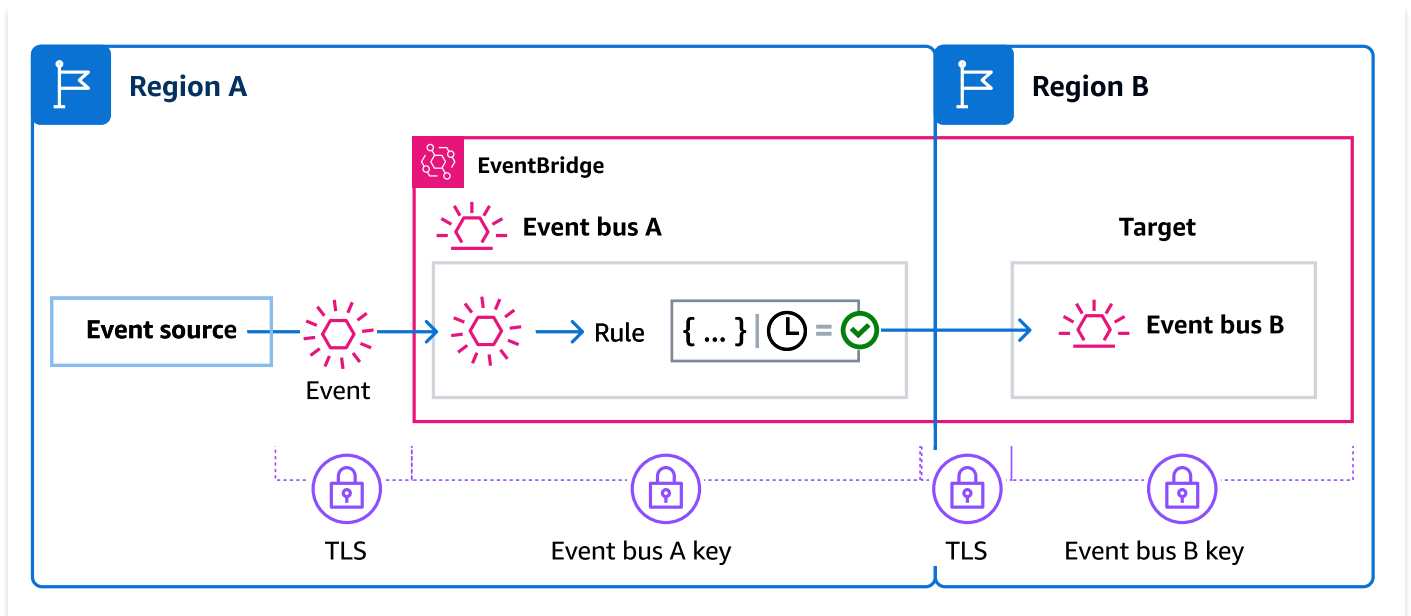 Region A
Region B
EventBridge
Event bus A
Target
Event source
Event
Rule
{ ... } | =
Event bus B
TLS
Event bus A key
TLS
Event bus B key